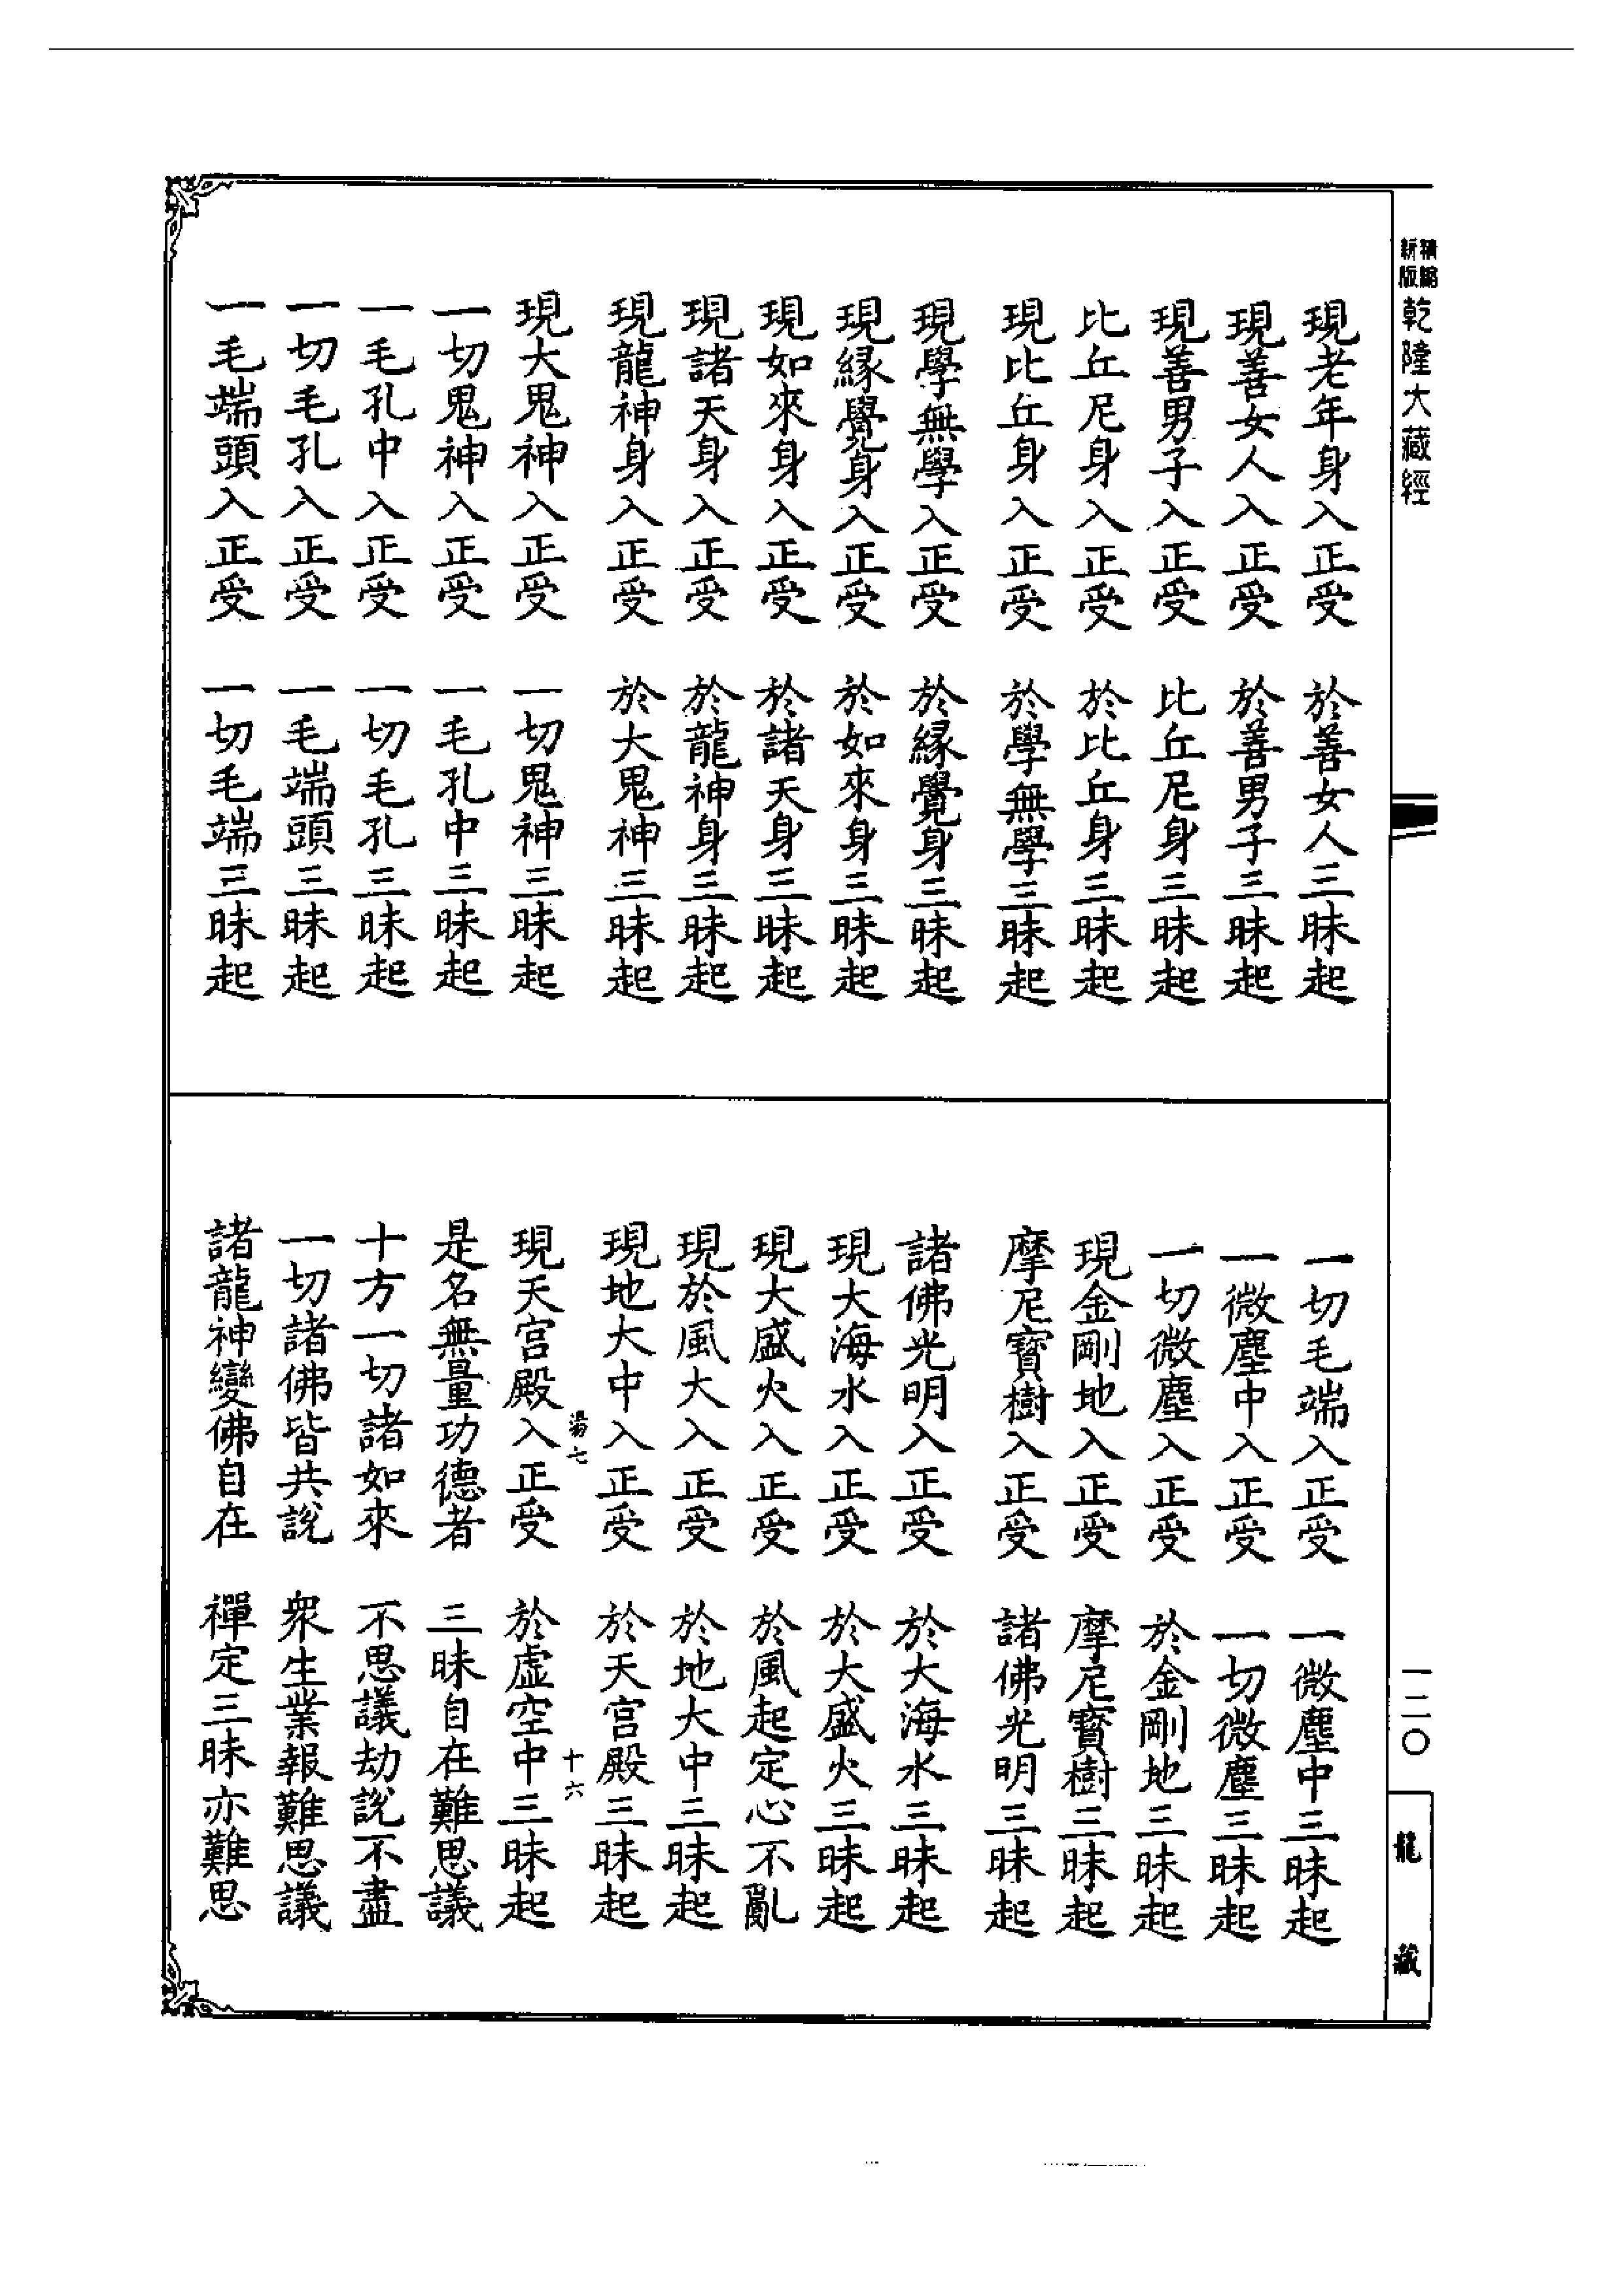 精縮
新版
乾隆大藏經
現老年身入正受　於善女人三昧起
現善女人入正受　於善男子三昧起
現善男子入正受　比丘尼身三昧起
比丘尼身入正受　於比丘身三昧起
現比丘身入正受　於學無學三昧起
現學無學入正受　於緣覺身三昧起
現緣覺身入正受　於如來身三昧起
現如來身入正受　於諸天身三昧起
現諸天身入正受　於龍神身三昧起
現龍神身入正受　於大鬼神三昧起
現大鬼神入正受　一切鬼神三昧起
一切鬼神入正受　一毛孔中三昧起
一毛孔中入正受　一切毛孔三昧起
一切毛孔入正受　一毛端頭三昧起
一毛端頭入正受　一切毛端三昧起
一切毛端入正受　一微塵中三昧起
一微塵中入正受　一切微塵三昧起
一切微塵入正受　於金剛地三昧起
現金剛地入正受　摩尼寶樹三昧起
摩尼寶樹入正受　諸佛光明三昧起
諸佛光明入正受　於大海水三昧起
現大海水入正受　於大盛火三昧起
現大盛火入正受　於風起定心不亂
現於風大入正受　於地大中三昧起
現地大中入正受　於天宮殿三昧起
湯七　十六
現天宮殿入正受　於虛空中三昧起
是名無量功德者　三昧自在難思議
十方一切諸如來　不思議劫說不盡
一切諸佛皆共說　衆生業報難思議
諸龍神變佛自在　禪定三昧亦難思
一二〇
龍藏